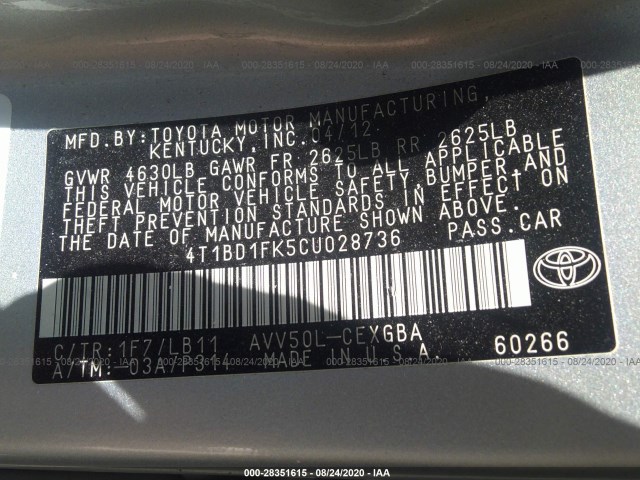 000-28351615 - 08/24/2020 - IAA
MFD.BY:TOYOTA MOTOR MANUFACTURING,
KENTUCKY,INC.04/12
GVWR 4630LB GAWR FR 2625LB RR 2625LB
THIS VEHICLE CONFORMS TO ALL APPLICABLE
FEDERAL MOTOR VEHICLE SAFETY,BUMPER,AND
THEFT PREVENTION STANDARDS IN EFFECT ON
THE DATE OF MANUFACTURE SHOWN ABOVE.
4T1BD1FK5CU028736 PASS.CAR
C/TR:1F7/LB11 AVV50L-CEXGBA
A/TM:-03A/P314 MADE IN U.S.A. 60266
TOYOTA
000-28351615 - 08/24/2020 - IAA